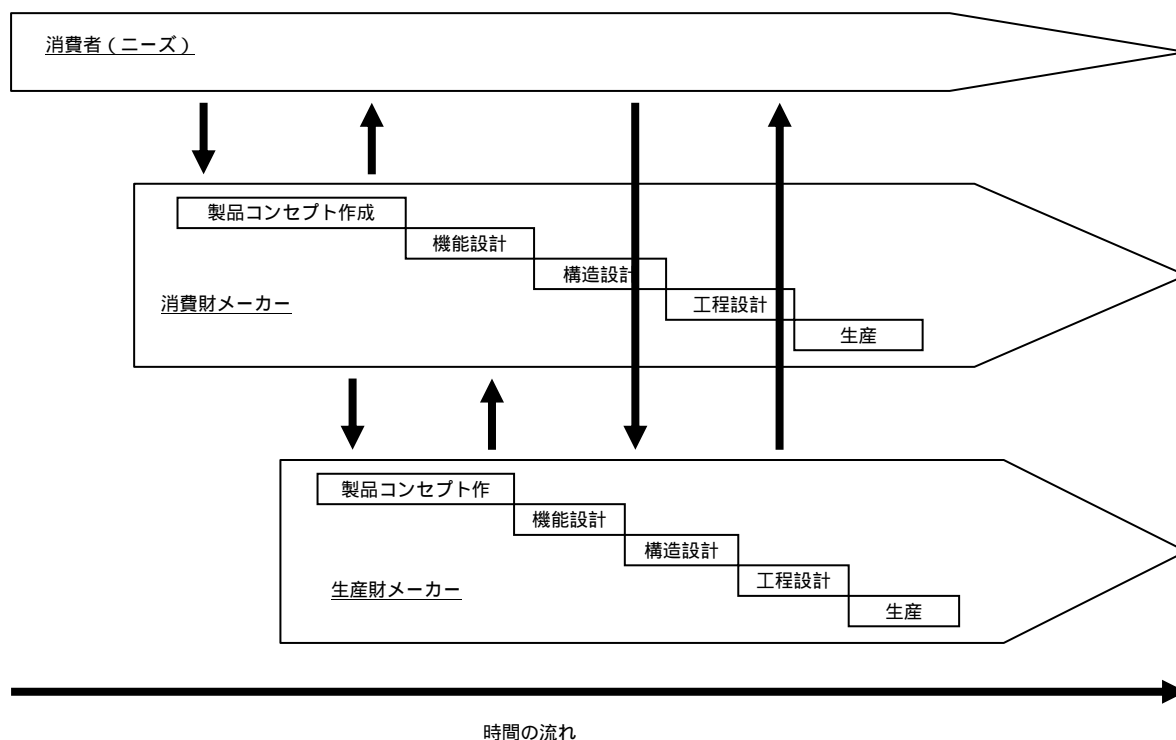 消費者（ニーズ）
製品コンセプト作成
機能設計
構造設計
工程設計
生産
消費財メーカー
製品コンセプト作
機能設計
構造設計
工程設計
生産
生産財メーカー
時間の流れ